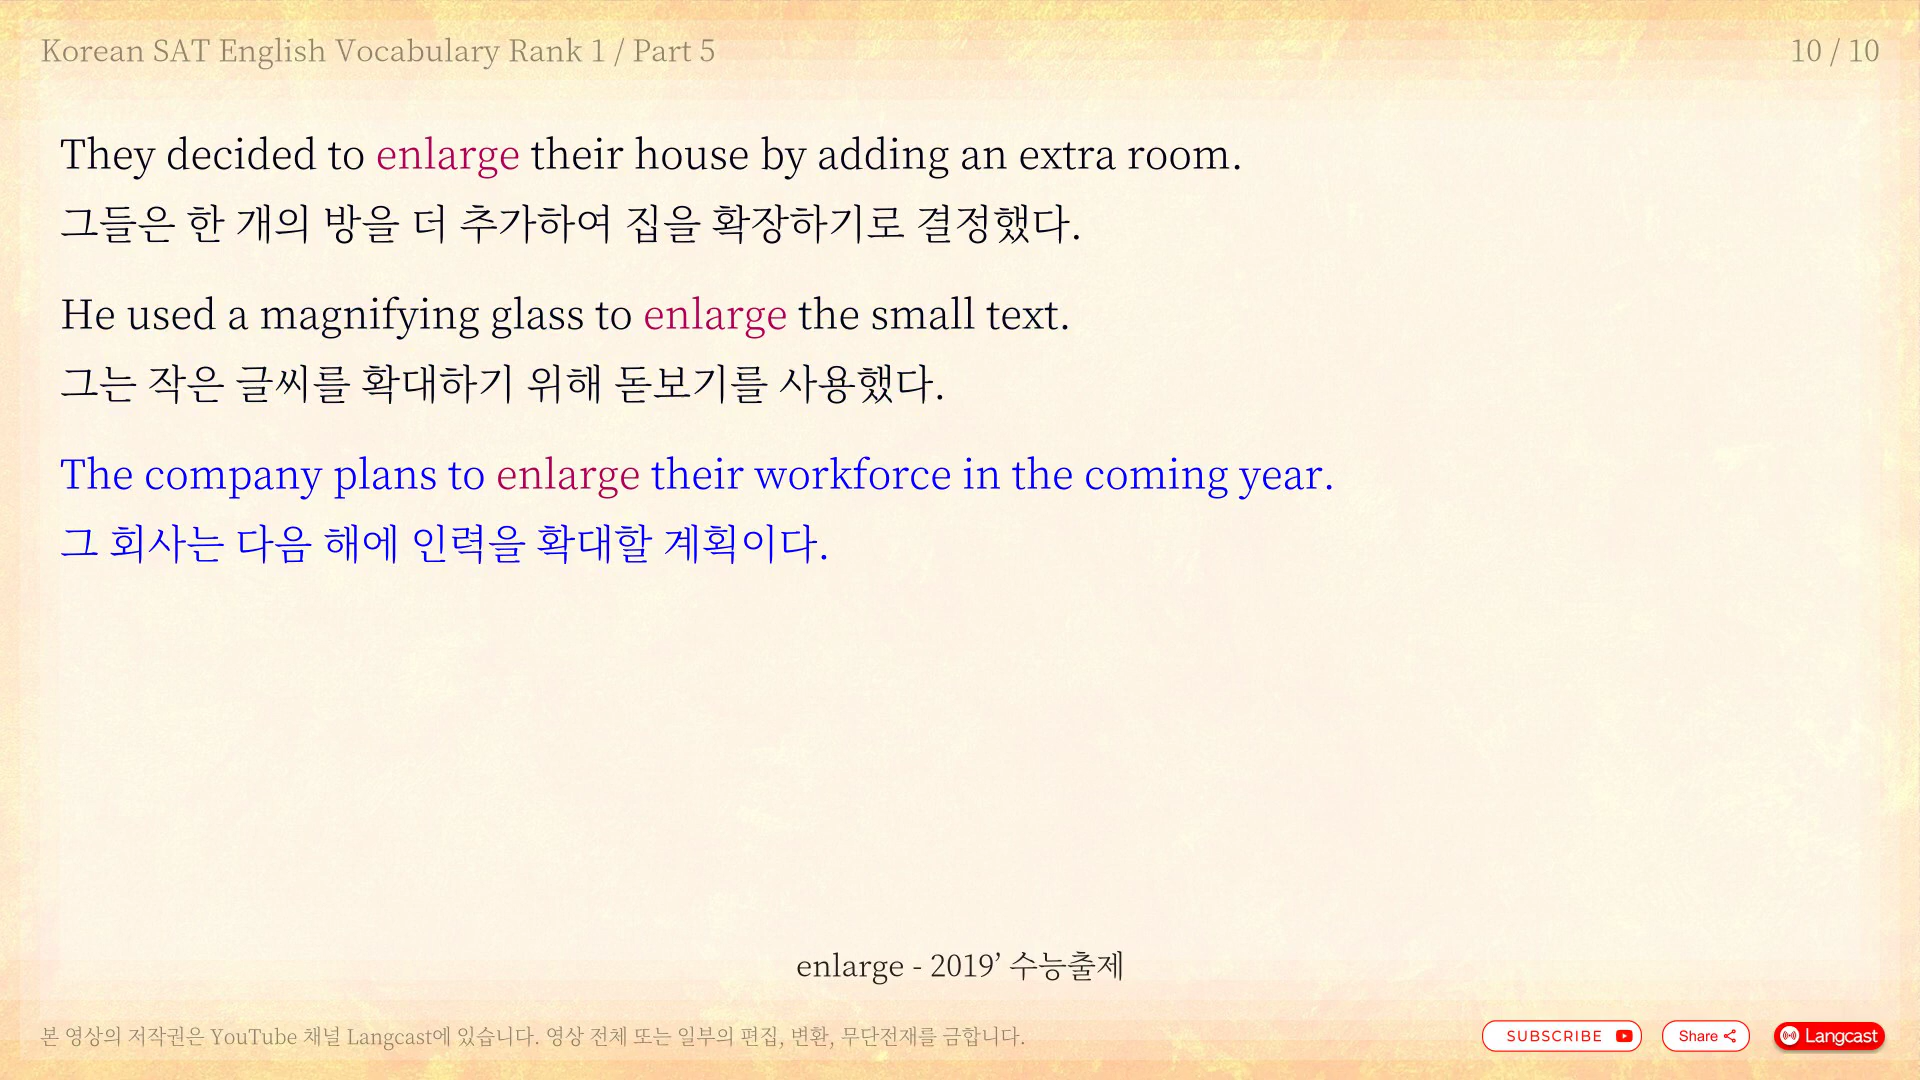 Korean SAT English Vocabulary Rank 1 / Part 5
10 / 10
They decided to enlarge their house by adding an extra room.
그들은 한 개의 방을 더 추가하여 집을 확장하기로 결정했다.
He used a magnifying glass to enlarge the small text.
그는 작은 글씨를 확대하기 위해 돋보기를 사용했다.
The company plans to enlarge their workforce in the coming year.
그 회사는 다음 해에 인력을 확대할 계획이다.
enlarge - 2019’ 수능출제
본 영상의 저작권은 YouTube 채널 Langcast에 있습니다. 영상 전체 또는 일부의 편집, 변환, 무단전재를 금합니다.
SUBSCRIBE
Share
Langcast